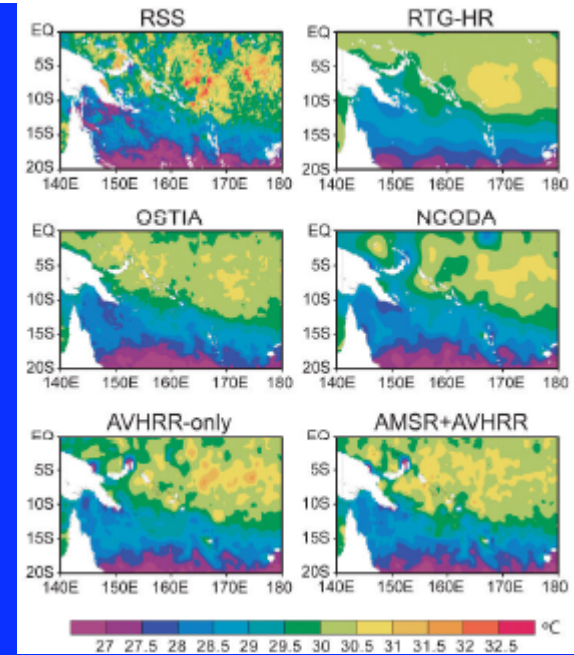 RSS RTG-HR
EQ EQ
5S 5S
10S 10S
15S 15S
20S 20S
140E 150E 160E 170E 180 140E 150E 160E 170E 180
OSTIA NCODA
EQ EQ
5S 5S
10S 10S
15S 15S
20S 20S
140E 150E 160E 170E 180 140E 150E 160E 170E 180
AVHRR-only AMSR+AVHRR
EQ EQ
5S 5S
10S 10S
15S 15S
20S 20S
140E 150E 160E 170E 180 140E 150E 160E 170E 180
ºC
27 27.5 28 28.5 29 29.5 30 30.5 31 31.5 32 32.5